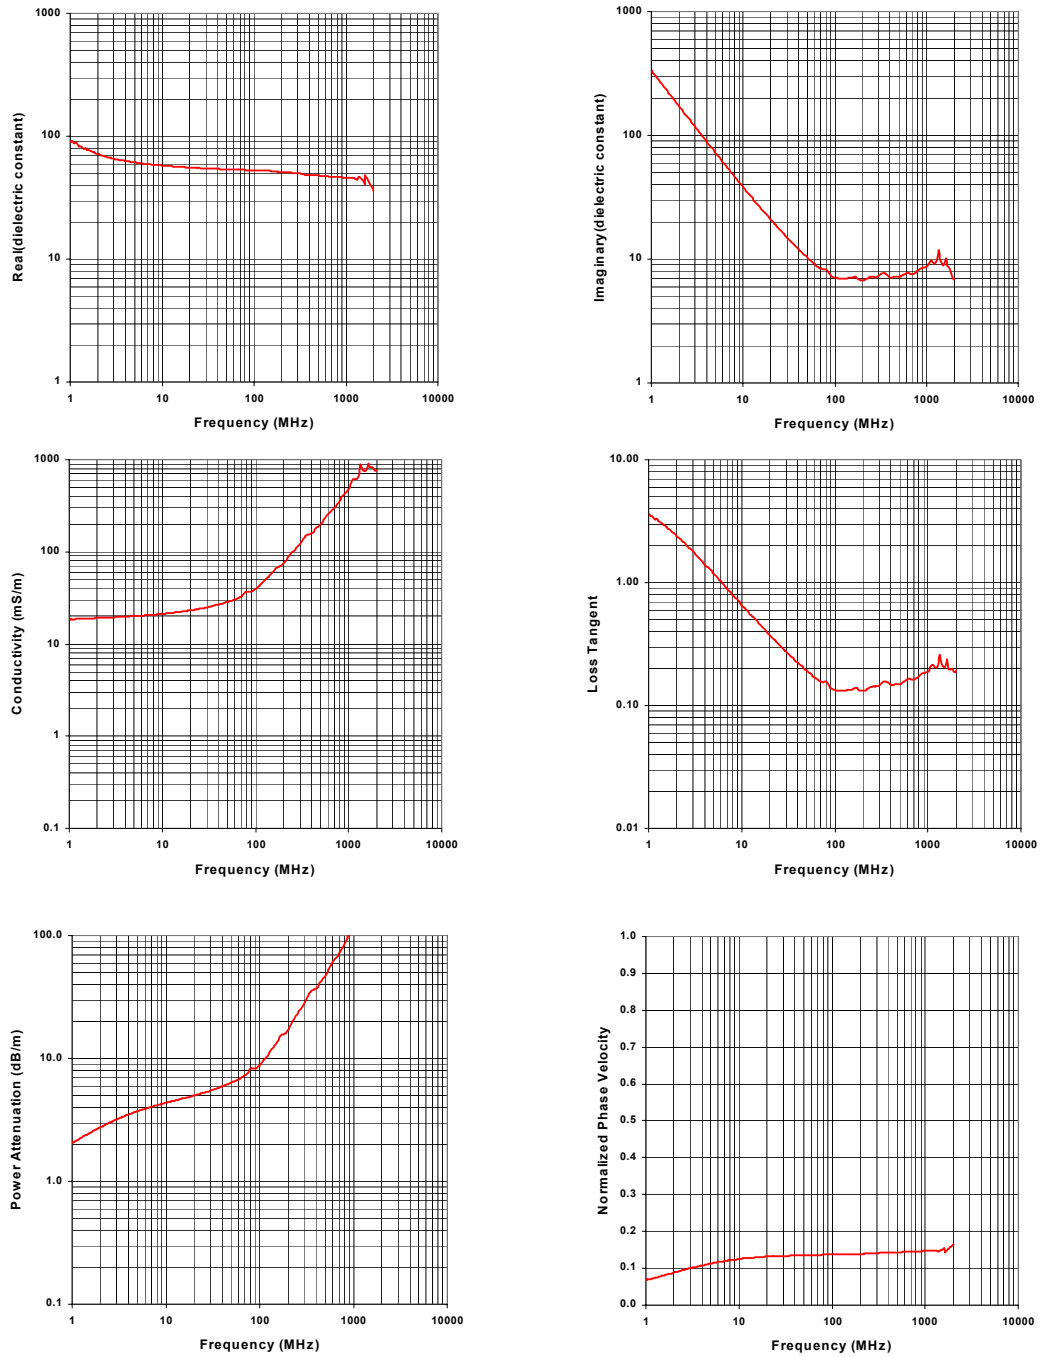 1000
100
10
1
Real(dielectric constant)
1 10 100 1000 10000
Frequency (MHz)
1000
100
10
1
Imaginary(dielectric constant)
1 10 100 1000 10000
Frequency (MHz)
1000
100
10
1
0.1
Conductivity (mS/m)
1 10 100 1000 10000
Frequency (MHz)
10.00
1.00
0.10
0.01
Loss Tangent
1 10 100 1000 10000
Frequency (MHz)
100.0
10.0
1.0
0.1
Power Attenuation (dB/m)
1 10 100 1000 10000
Frequency (MHz)
1.0
0.9
0.8
0.7
0.6
0.5
0.4
0.3
0.2
0.1
0.0
Normalized Phase Velocity
1 10 100 1000 10000
Frequency (MHz)